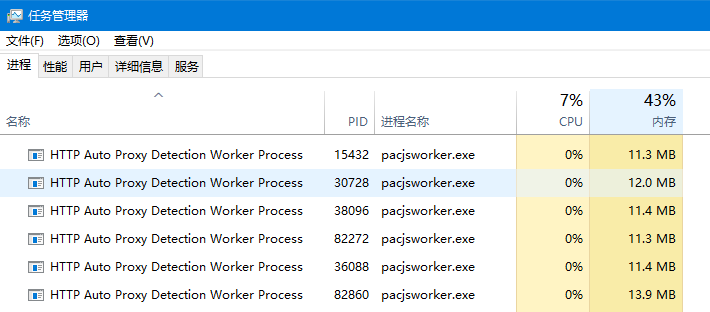 任务管理器
文件(F) 选项(O) 查看(V)
进程 性能 用户 详细信息 服务
7% 43%
名称 PID 进程名称 CPU 内存
HTTP Auto Proxy Detection Worker Process 15432 pacjsworker.exe 0% 11.3 MB
HTTP Auto Proxy Detection Worker Process 30728 pacjsworker.exe 0% 12.0 MB
HTTP Auto Proxy Detection Worker Process 38096 pacjsworker.exe 0% 11.4 MB
HTTP Auto Proxy Detection Worker Process 82272 pacjsworker.exe 0% 11.3 MB
HTTP Auto Proxy Detection Worker Process 36088 pacjsworker.exe 0% 11.4 MB
HTTP Auto Proxy Detection Worker Process 82860 pacjsworker.exe 0% 13.9 MB